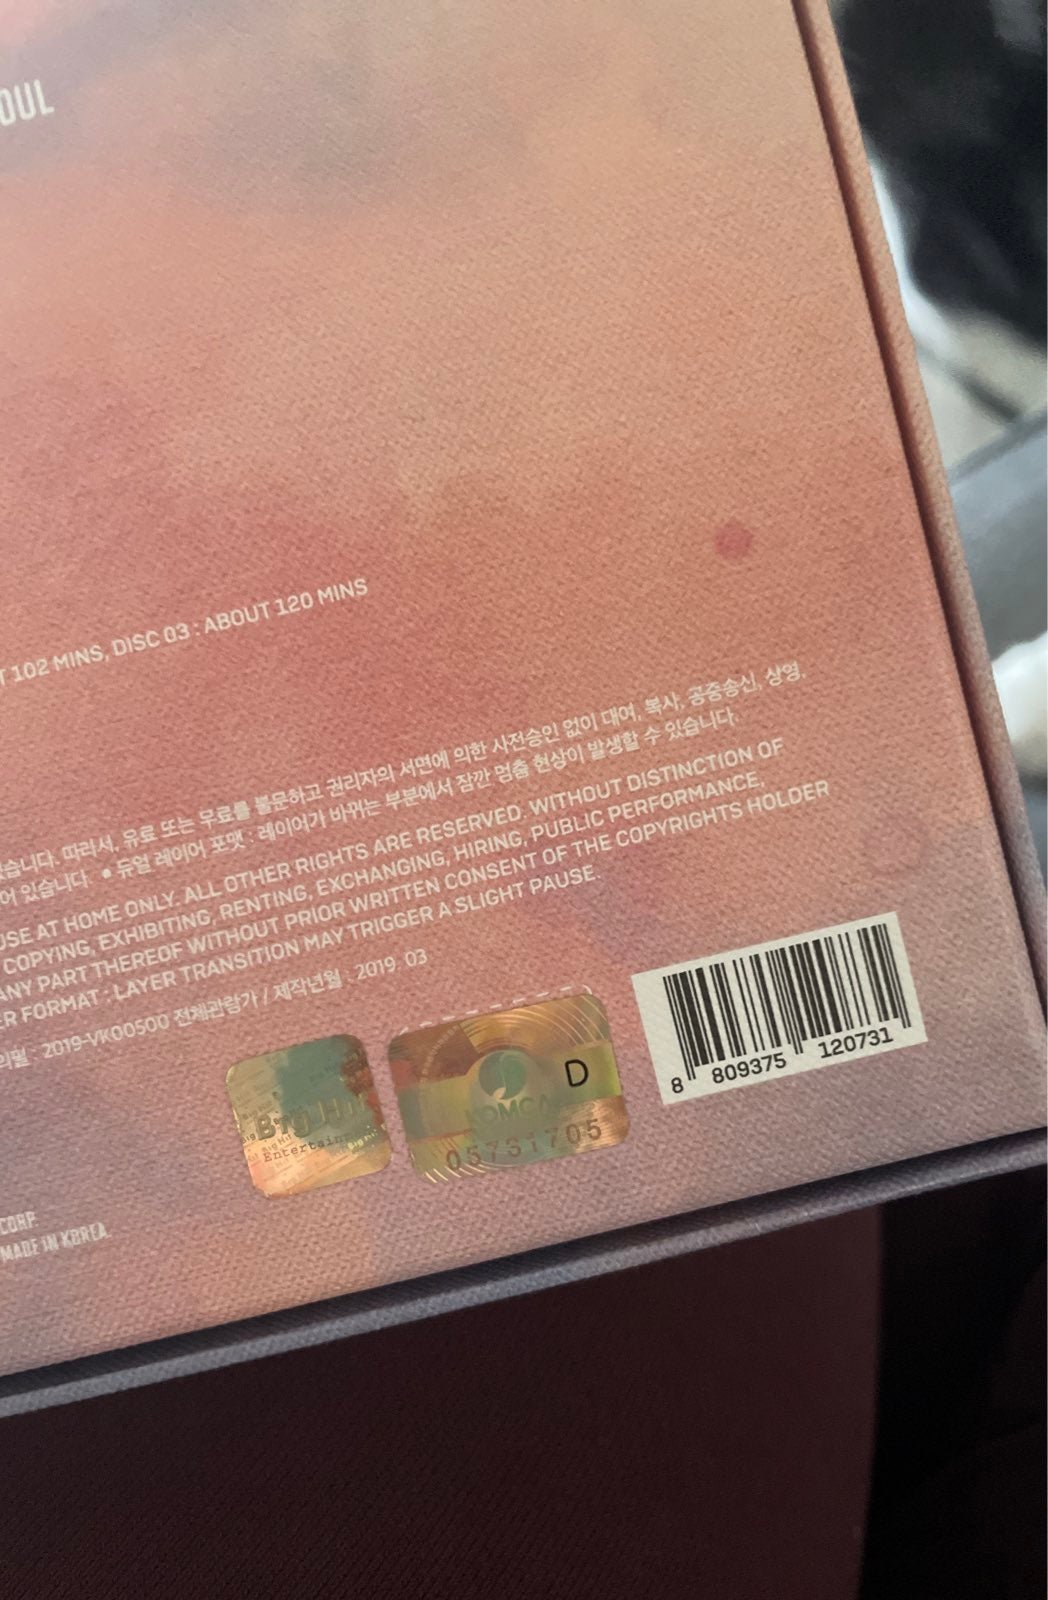 OUL
102 MINS, DISC 03 : ABOUT 120 MINS
따라서, 유료 또는 무료를 불문하고 권리자의 서면에 의한 사전승인 없이 대여, 복사, 공중송신, 상영,
어 있습니다. ● 듀얼 레이어 포맷 : 레이어가 바뀌는 부분에서 잠깐 멈춤 현상이 발생할 수 있습니다.
USE AT HOME ONLY. ALL OTHER RIGHTS ARE RESERVED. WITHOUT DISTINCTION OF
COPYING, EXHIBITING, RENTING, EXCHANGING, HIRING, PUBLIC PERFORMANCE,
ANY PART THEREOF WITHOUT PRIOR WRITTEN CONSENT OF THE COPYRIGHTS HOLDER
ER FORMAT : LAYER TRANSITION MAY TRIGGER A SLIGHT PAUSE.
의필 : 2019-VK00500 전체관람가 / 제작년월 : 2019. 03
Big Hit
Entertain
D
KOMCA
05731705
8 809375 120731
CORP.
MADE IN KOREA.